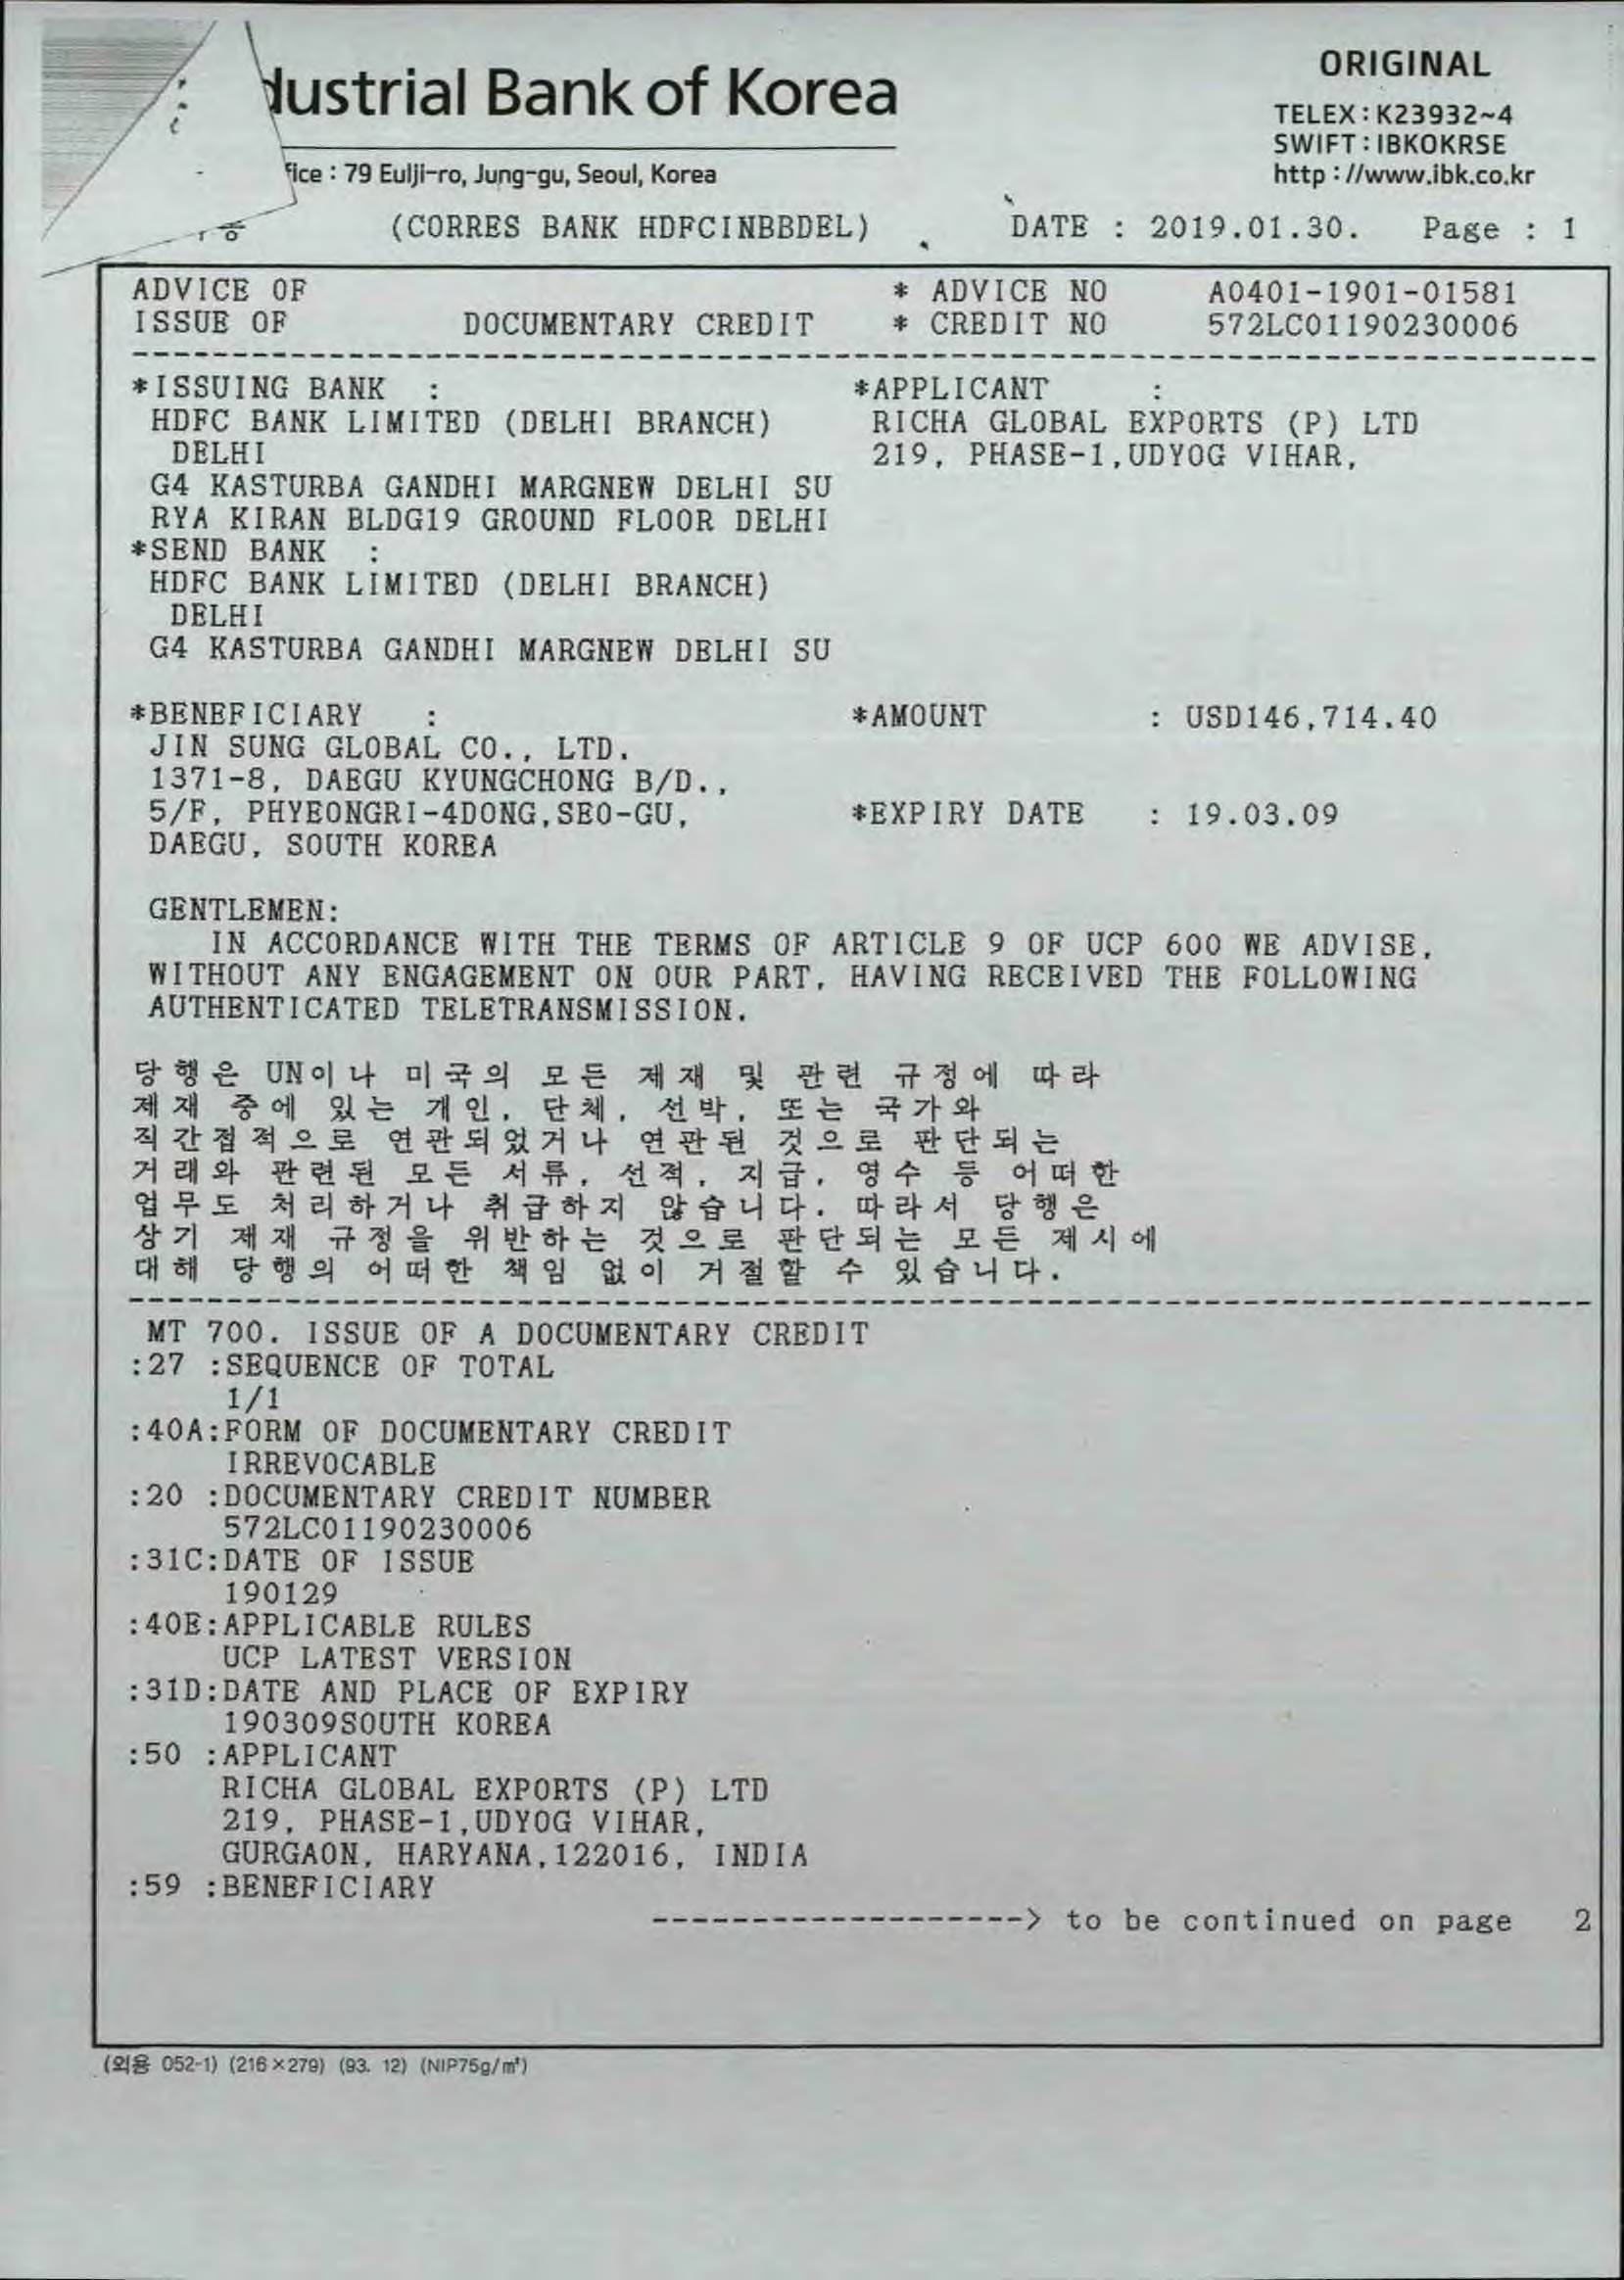 dustrial Bank of Korea
ORIGINAL
TELEX : K23932~4
SWIFT : IBKOKRSE
http : //www.ibk.co.kr
fice : 79 Eulji-ro, Jung-gu, Seoul, Korea
(CORRES BANK HDFCINBBDEL) DATE : 2019.01.30. Page : 1
ADVICE OF * ADVICE NO A0401-1901-01581
ISSUE OF DOCUMENTARY CREDIT * CREDIT NO 572LC01190230006
*ISSUING BANK : *APPLICANT :
HDFC BANK LIMITED (DELHI BRANCH) RICHA GLOBAL EXPORTS (P) LTD
DELHI 219, PHASE-1,UDYOG VIHAR,
G4 KASTURBA GANDHI MARGNEW DELHI SU
RYA KIRAN BLDG19 GROUND FLOOR DELHI
*SEND BANK :
HDFC BANK LIMITED (DELHI BRANCH)
DELHI
G4 KASTURBA GANDHI MARGNEW DELHI SU
*BENEFICIARY : *AMOUNT : USD146,714.40
JIN SUNG GLOBAL CO., LTD.
1371-8, DAEGU KYUNGCHONG B/D.,
5/F, PHYEONGRI-4DONG,SEO-GU, *EXPIRY DATE : 19.03.09
DAEGU, SOUTH KOREA
GENTLEMEN:
IN ACCORDANCE WITH THE TERMS OF ARTICLE 9 OF UCP 600 WE ADVISE,
WITHOUT ANY ENGAGEMENT ON OUR PART, HAVING RECEIVED THE FOLLOWING
AUTHENTICATED TELETRANSMISSION.
당행은 UN이나 미국의 모든 제재 및 관련 규정에 따라
제재 중에 있는 개인, 단체, 선박, 또는 국가와
직간접적으로 연관되었거나 연관된 것으로 판단되는
거래와 관련된 모든 서류, 선적, 지급, 영수 등 어떠한
업무도 처리하거나 취급하지 않습니다. 따라서 당행은
상기 제재 규정을 위반하는 것으로 판단되는 모든 제시에
대해 당행의 어떠한 책임 없이 거절할 수 있습니다.
MT 700. ISSUE OF A DOCUMENTARY CREDIT
:27 :SEQUENCE OF TOTAL
1/1
:40A:FORM OF DOCUMENTARY CREDIT
IRREVOCABLE
:20 :DOCUMENTARY CREDIT NUMBER
572LC01190230006
:31C:DATE OF ISSUE
190129
:40E:APPLICABLE RULES
UCP LATEST VERSION
:31D:DATE AND PLACE OF EXPIRY
190309SOUTH KOREA
:50 :APPLICANT
RICHA GLOBAL EXPORTS (P) LTD
219, PHASE-1,UDYOG VIHAR,
GURGAON, HARYANA,122016, INDIA
:59 :BENEFICIARY
-------------------> to be continued on page 2
(외용 052-1) (216×279) (93. 12) (NIP75g/㎡)